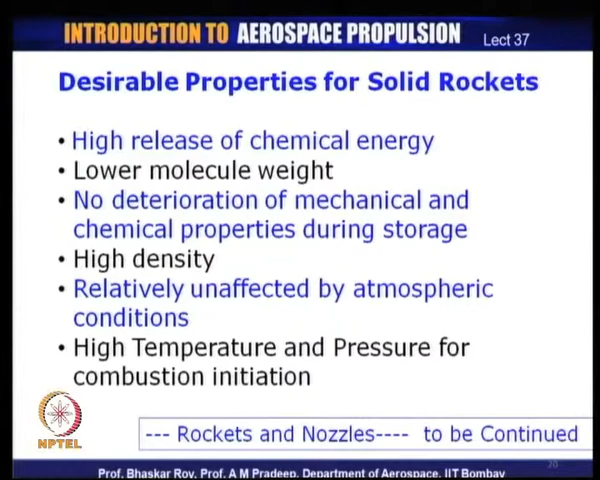 INTRODUCTION TO AEROSPACE PROPULSION Lect 37
Desirable Properties for Solid Rockets
• High release of chemical energy
• Lower molecule weight
• No deterioration of mechanical and
chemical properties during storage
• High density
• Relatively unaffected by atmospheric
conditions
• High Temperature and Pressure for
combustion initiation
NPTEL
--- Rockets and Nozzles---- to be Continued
Prof. Bhaskar Roy, Prof. A M Pradeep, Department of Aerospace, IIT Bombay
20